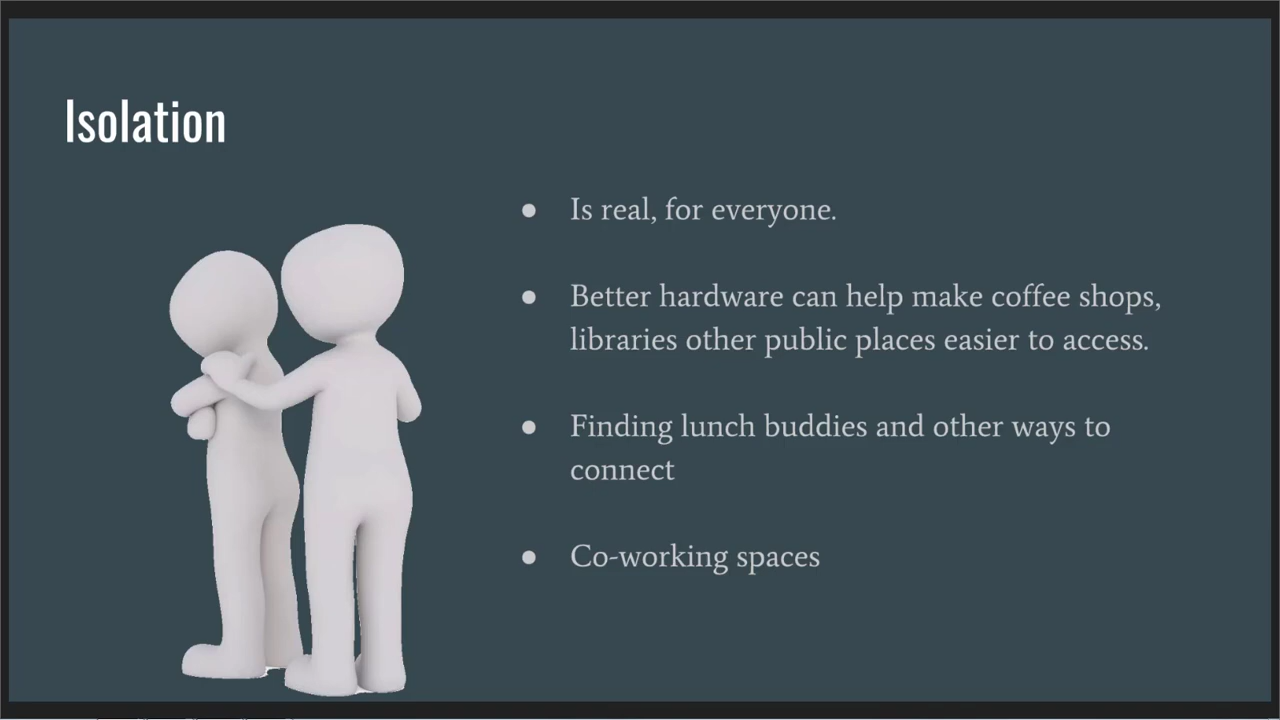 Isolation
● Is real, for everyone.
● Better hardware can help make coffee shops,
libraries other public places easier to access.
● Finding lunch buddies and other ways to
connect
● Co-working spaces